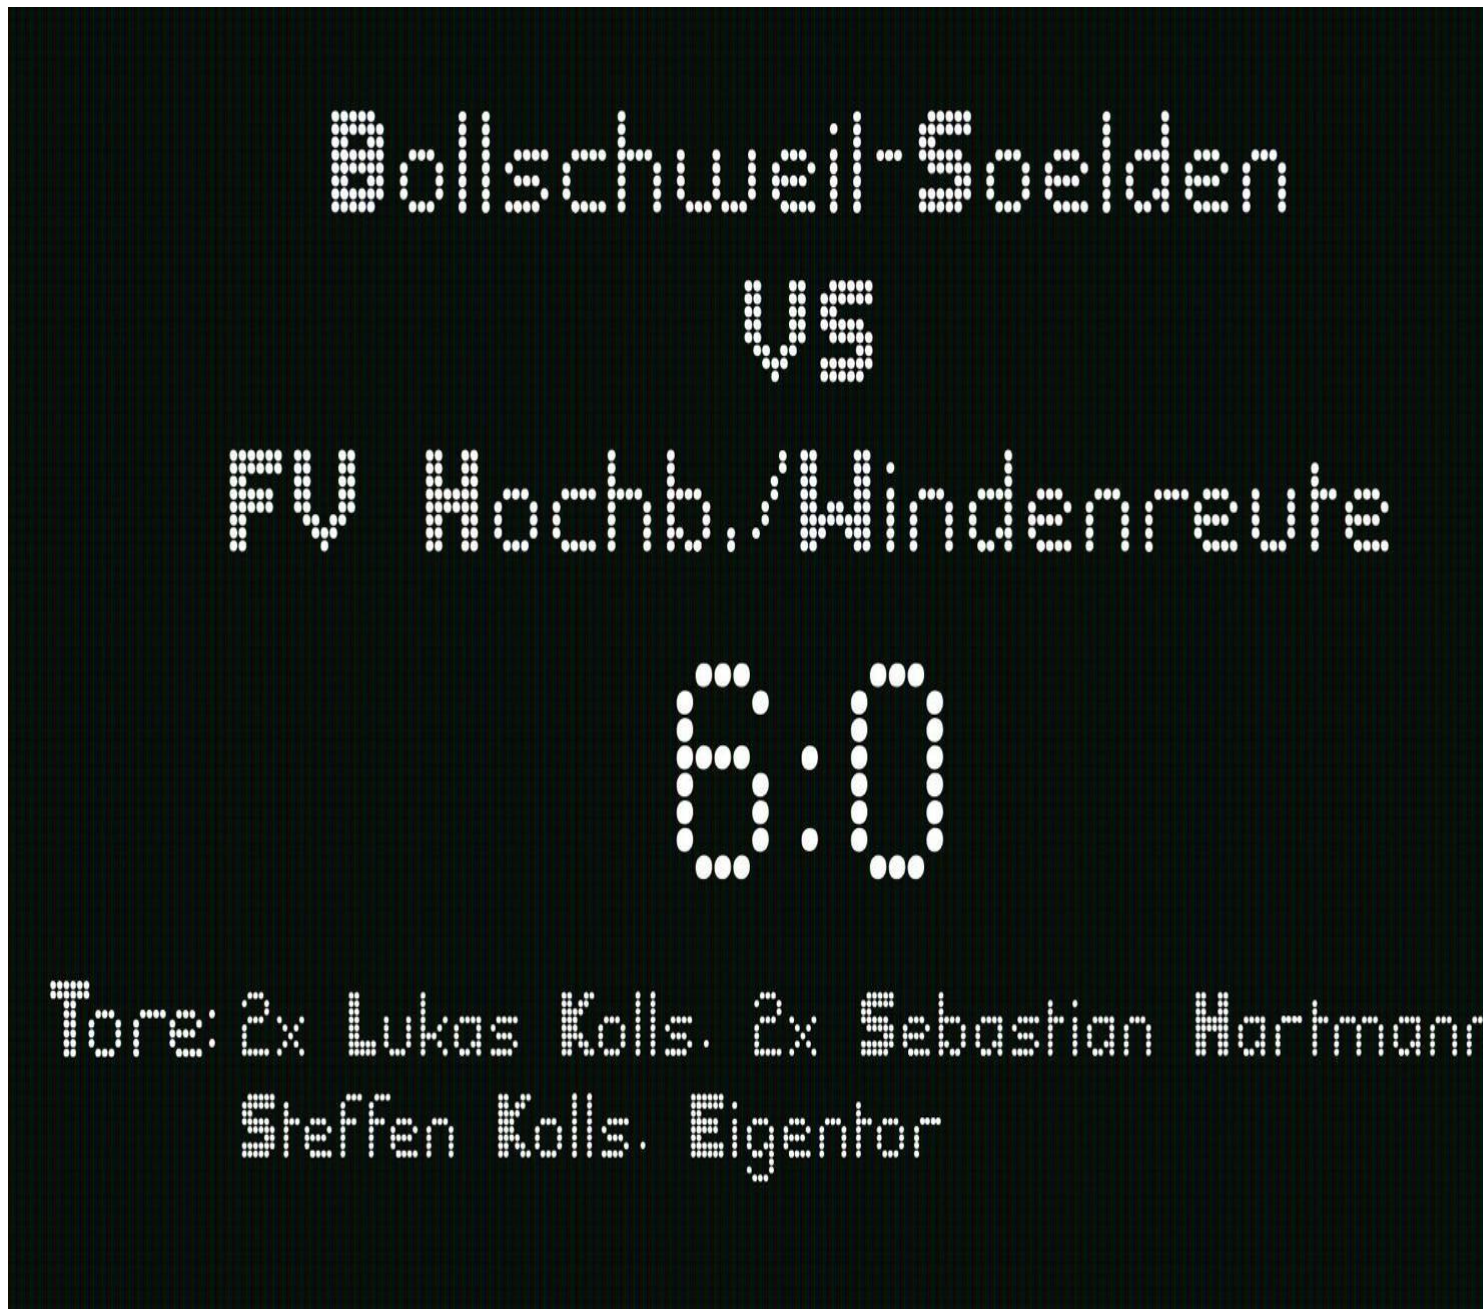 Bollschweil-Soelden
VS
FV Hochb./Windenreute
6:0
Tore: 2x Lukas Kolls. 2x Sebastian Hartmann
Steffen Kolls. Eigentor